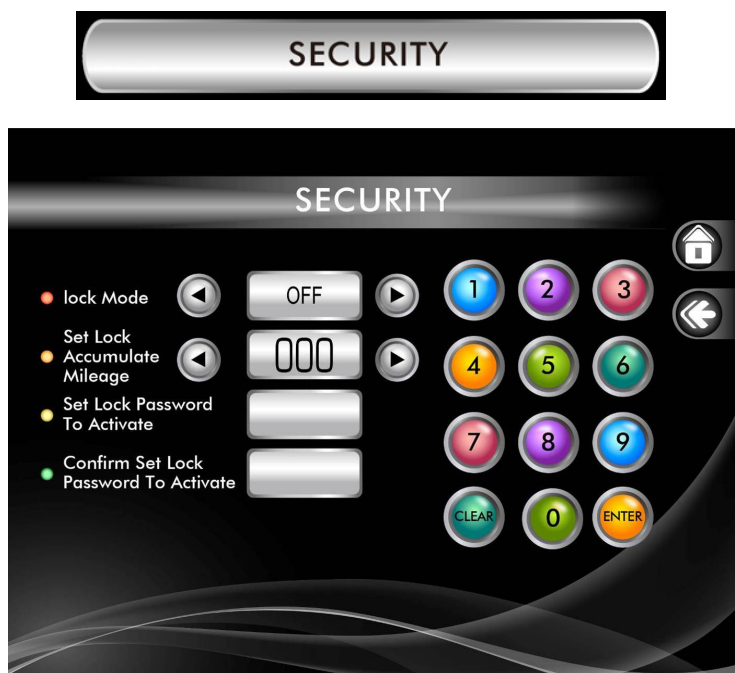 SECURITY
SECURITY
lock Mode
OFF
Set Lock
Accumulate
Mileage
000
Set Lock Password
To Activate
Confirm Set Lock
Password To Activate
1 2 3
4 5 6
7 8 9
CLEAR 0 ENTER